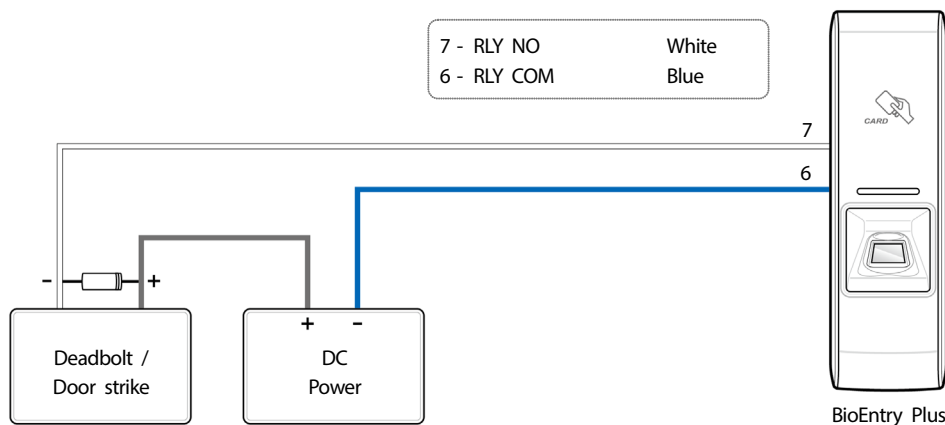 7 - RLY NO White
6 - RLY COM Blue
CARD
7
6
- +
+ -
Deadbolt /
Door strike
DC
Power
BioEntry Plus